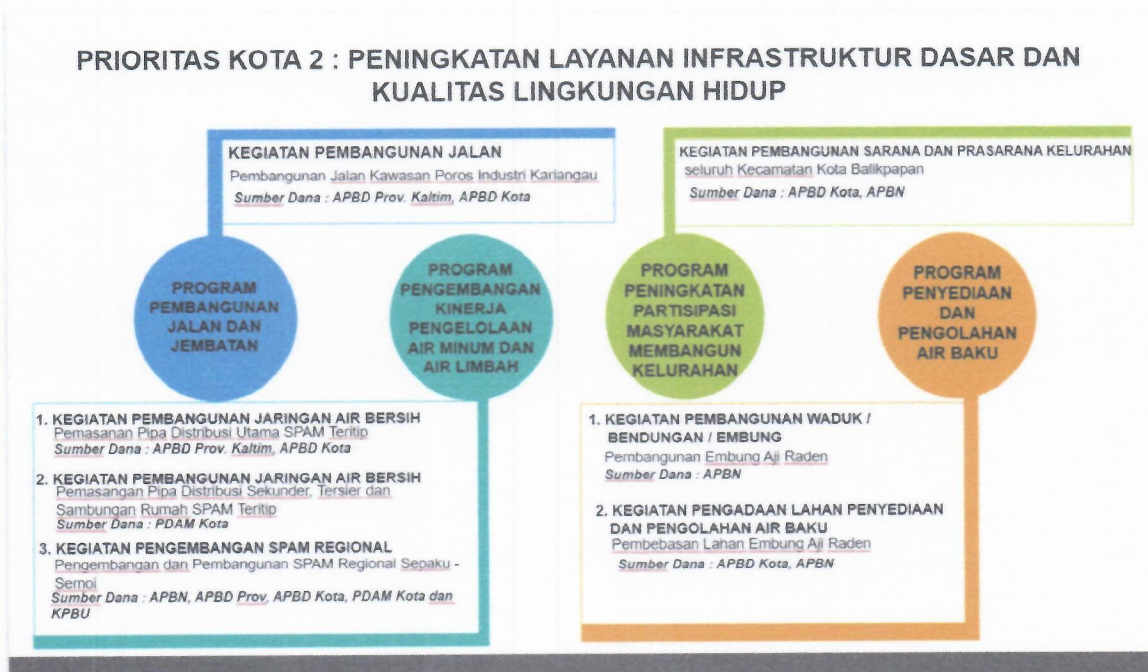 PRIORITAS KOTA 2 : PENINGKATAN LAYANAN INFRASTRUKTUR DASAR DAN
KUALITAS LINGKUNGAN HIDUP
KEGIATAN PEMBANGUNAN JALAN
Pembangunan Jalan Kawasan Poros Industri Kariangau
Sumber Dana : APBD Prov. Kaltim, APBD Kota
KEGIATAN PEMBANGUNAN SARANA DAN PRASARANA KELURAHAN
seluruh Kecamatan Kota Balikpapan
Sumber Dana : APBD Kota, APBN
PROGRAM
PEMBANGUNAN
JALAN DAN
JEMBATAN
PROGRAM
PENGEMBANGAN
KINERJA
PENGELOLAAN
AIR MINUM DAN
AIR LIMBAH
PROGRAM
PENINGKATAN
PARTISIPASI
MASYARAKAT
MEMBANGUN
KELURAHAN
PROGRAM
PENYEDIAAN
DAN
PENGOLAHAN
AIR BAKU
1. KEGIATAN PEMBANGUNAN JARINGAN AIR BERSIH
Pemasanan Pipa Distribusi Utama SPAM Teritip
Sumber Dana : APBD Prov. Kaltim, APBD Kota
2. KEGIATAN PEMBANGUNAN JARINGAN AIR BERSIH
Pemasangan Pipa Distribusi Sekunder, Tersier dan
Sambungan Rumah SPAM Teritip
Sumber Dana : PDAM Kota
3. KEGIATAN PENGEMBANGAN SPAM REGIONAL
Pengembangan dan Pembangunan SPAM Regional Sepaku -
Semoi
Sumber Dana : APBN, APBD Prov, APBD Kota, PDAM Kota dan
KPBU
1. KEGIATAN PEMBANGUNAN WADUK /
BENDUNGAN / EMBUNG
Pembangunan Embung Aji Raden
Sumber Dana : APBN
2. KEGIATAN PENGADAAN LAHAN PENYEDIAAN
DAN PENGOLAHAN AIR BAKU
Pembebasan Lahan Embung Aji Raden
Sumber Dana : APBD Kota, APBN